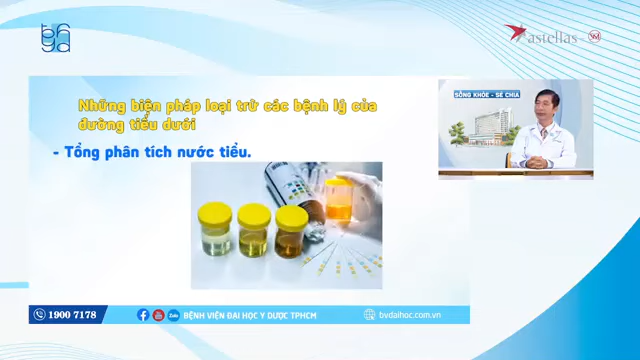 astellas
SỐNG KHỎE - SẺ CHIA
Những biện pháp loại trừ các bệnh lý của
đường tiểu dưới
- Tổng phân tích nước tiểu.
1900 7178
Zalo
BỆNH VIỆN ĐẠI HỌC Y DƯỢC TPHCM
bvdaihoc.com.vn